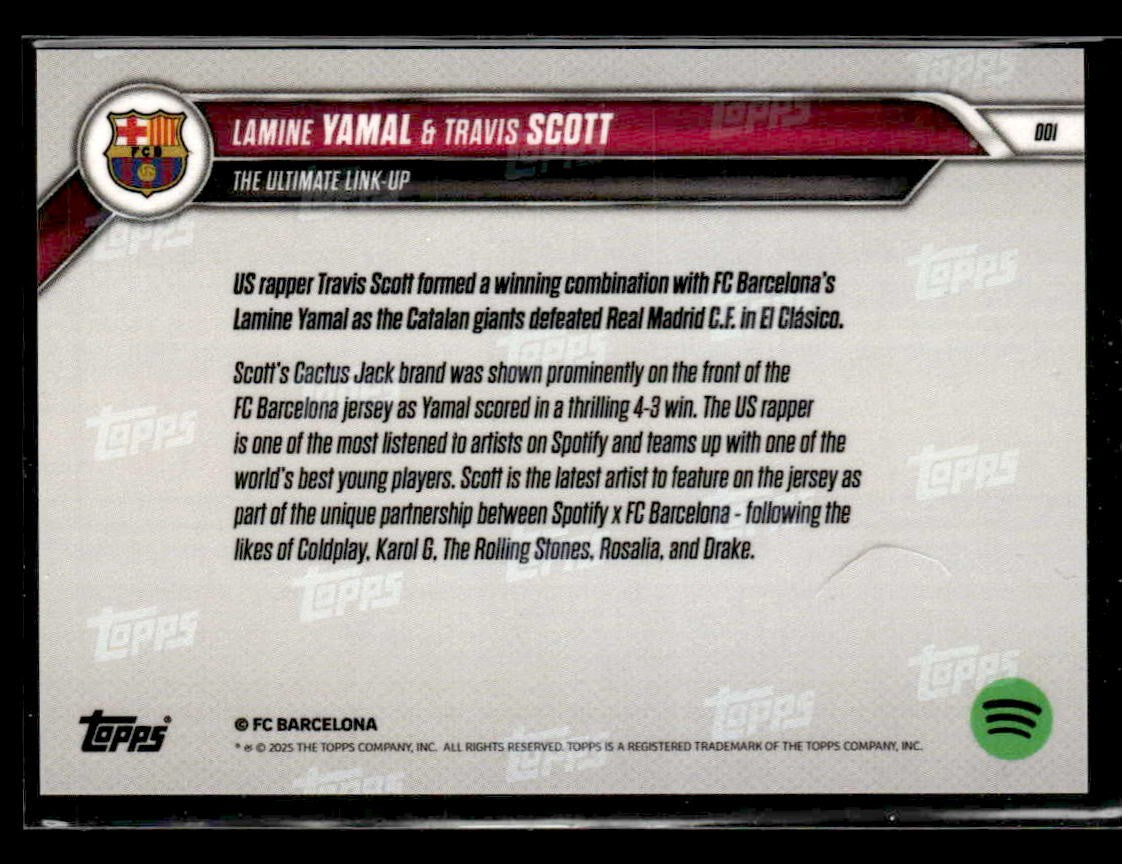 LAMINE YAMAL & TRAVIS SCOTT
001
THE ULTIMATE LINK-UP
FCB
US rapper Travis Scott formed a winning combination with FC Barcelona's
Lamine Yamal as the Catalan giants defeated Real Madrid C.F. in El Clásico.
Scott's Cactus Jack brand was shown prominently on the front of the
FC Barcelona jersey as Yamal scored in a thrilling 4-3 win. The US rapper
is one of the most listened to artists on Spotify and teams up with one of the
world's best young players. Scott is the latest artist to feature on the jersey as
part of the unique partnership between Spotify x FC Barcelona - following the
likes of Coldplay, Karol G, The Rolling Stones, Rosalia, and Drake.
Topps®
© FC BARCELONA
® & © 2025 THE TOPPS COMPANY, INC. ALL RIGHTS RESERVED. TOPPS IS A REGISTERED TRADEMARK OF THE TOPPS COMPANY, INC.